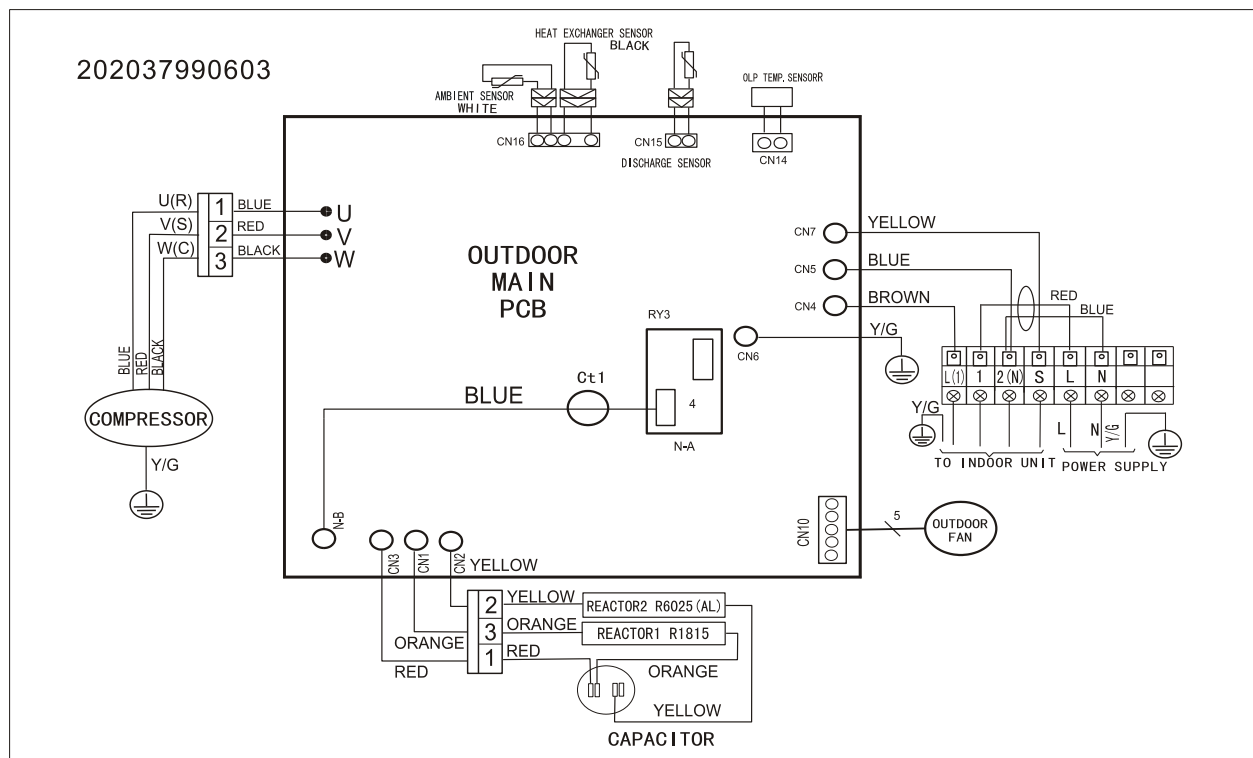 202037990603
HEAT EXCHANGER SENSOR
BLACK
AMBIENT SENSOR
WHITE
OLP TEMP.SENSORR
CN16
CN15
DISCHARGE SENSOR
CN14
U(R)
V(S)
W(C)
1
2
3
BLUE
RED
BLACK
U
V
W
OUTDOOR
MAIN
PCB
CN7
YELLOW
CN5
BLUE
CN4
BROWN
RED
BLUE
Y/G
CN6
RY3
4
N-A
Ct1
BLUE
L(1) 1 2(N) S L N
Y/G
L
N
Y/G
TO INDOOR UNIT
POWER SUPPLY
BLUE
RED
BLACK
COMPRESSOR
Y/G
N-B
CN3
CN1
CN2
YELLOW
CN10
5
OUTDOOR
FAN
2
3
1
YELLOW
REACTOR2 R6025(AL)
ORANGE
ORANGE
REACTOR1 R1815
RED
RED
ORANGE
YELLOW
CAPACITOR